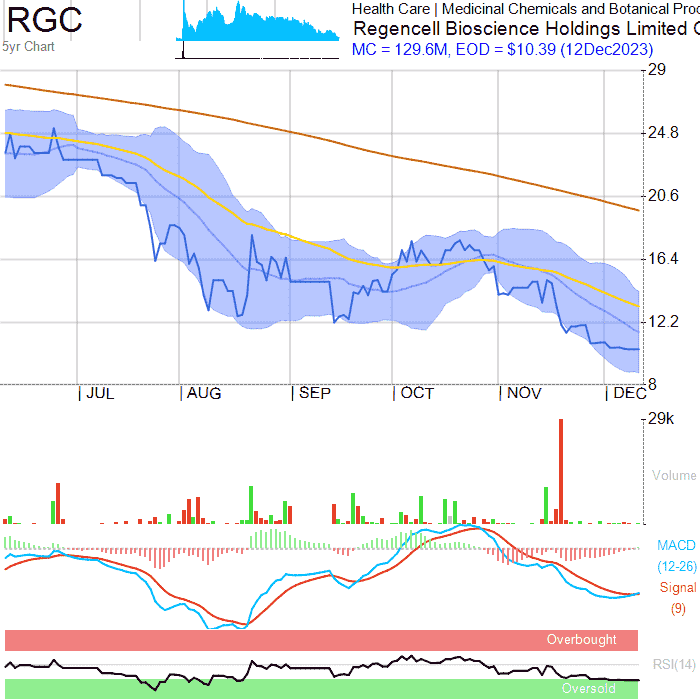 RGC
5yr Chart
Health Care | Medicinal Chemicals and Botanical Pro
Regencell Bioscience Holdings Limited
MC = 129.6M, EOD = $10.39 (12Dec2023)
29
24.8
20.6
16.4
12.2
8
JUL
AUG
SEP
OCT
NOV
DEC
29k
Volume
MACD
(12-26)
Signal
(9)
Overbought
RSI(14)
Oversold